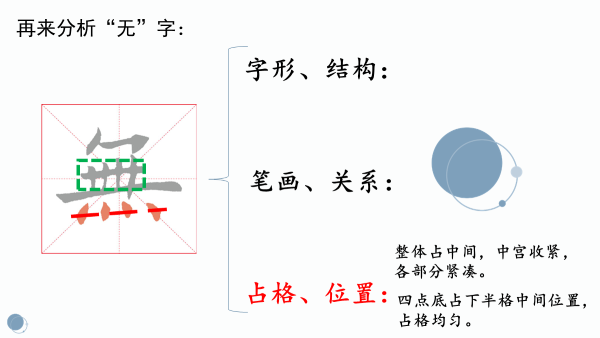 再来分析“无”字：
無
字形、结构：
笔画、关系：
占格、位置：
整体占中间，中宫收紧，
各部分紧凑。
四点底占下半格中间位置，
占格均匀。